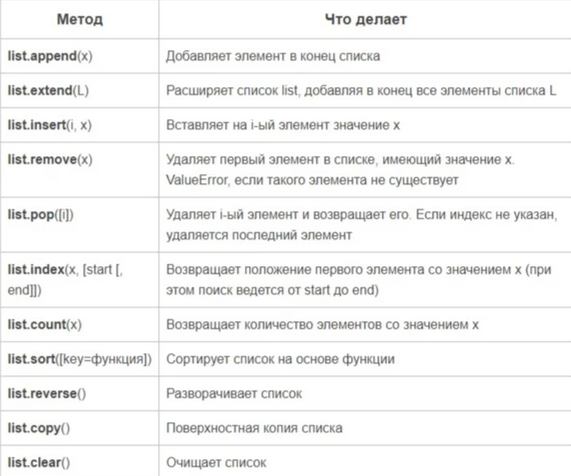 Метод Что делает
list.append(x) Добавляет элемент в конец списка
list.extend(L) Расширяет список list, добавляя в конец все элементы списка L
list.insert(i, x) Вставляет на i-ый элемент значение x
list.remove(x) Удаляет первый элемент в списке, имеющий значение x.
ValueError, если такого элемента не существует
list.pop([i]) Удаляет i-ый элемент и возвращает его. Если индекс не указан,
удаляется последний элемент
list.index(x, [start [, Возвращает положение первого элемента со значением x (при
end]]) этом поиск ведется от start до end)
list.count(x) Возвращает количество элементов со значением x
list.sort([key=функция]) Сортирует список на основе функции
list.reverse() Разворачивает список
list.copy() Поверхностная копия списка
list.clear() Очищает список